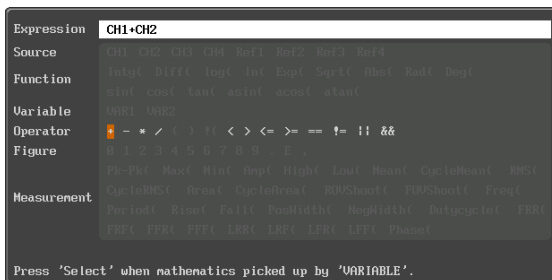 Expression CH1+CH2
Source CH1 CH2 CH3 CH4 Ref1 Ref2 Ref3 Ref4
Function Intg( Diff( log( ln( Exp( Sqrt( Abs( Rad( Deg(
sin( cos( tan( asin( acos( atan(
Variable VAR1 VAR2
Operator + - * / ( ) !( < > <= >= == != || &&
Figure 0 1 2 3 4 5 6 7 8 9 . E ,
Pk-Pk( Max( Min( Amp( High( Low( Mean( CycleMean( RMS(
Measurement CycleRMS( Area( CycleArea( ROVShoot( FOVShoot( Freq(
Period( Rise( Fall( PosWidth( NegWidth( Dutycycle( FRR(
FRF( FFR( FFF( LRR( LRF( LFR( LFF( Phase(
Press 'Select' when mathematics picked up by 'VARIABLE'.